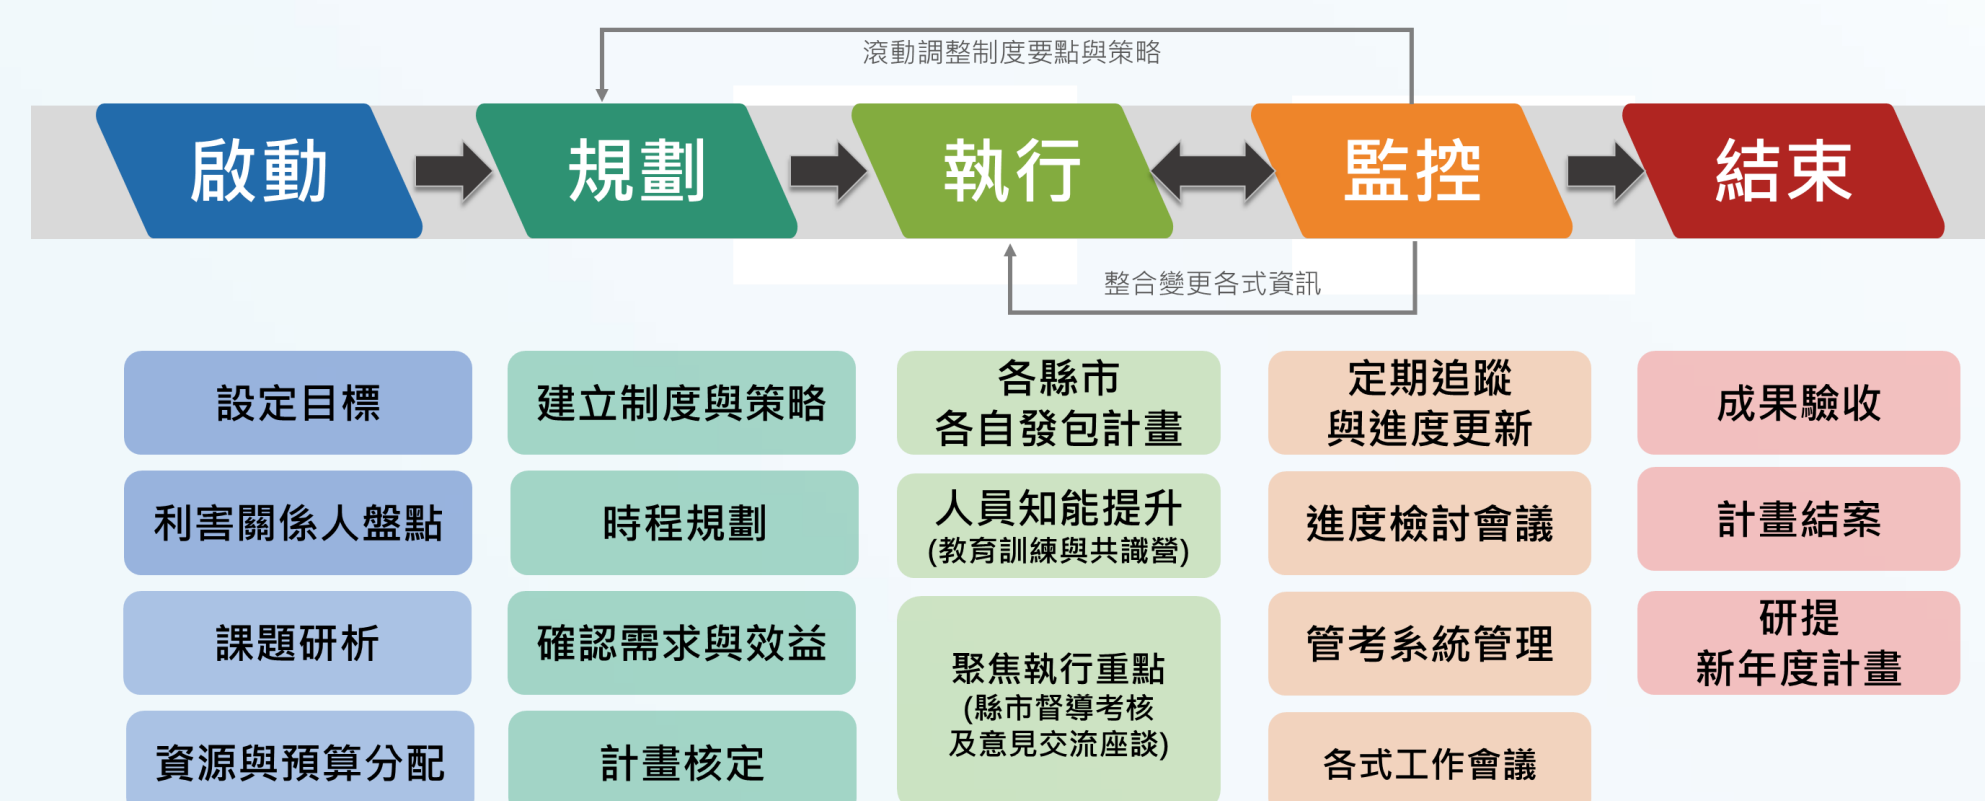 滾動調整制度要點與策略
啟動
規劃
執行
監控
結束
整合變更各式資訊
設定目標
利害關係人盤點
課題研析
資源與預算分配
建立制度與策略
時程規劃
確認需求與效益
計畫核定
各縣市
各自發包計畫
人員知能提升
(教育訓練與共識營)
聚焦執行重點
(縣市督導考核
及意見交流座談)
定期追蹤
與進度更新
進度檢討會議
管考系統管理
各式工作會議
成果驗收
計畫結案
研提
新年度計畫